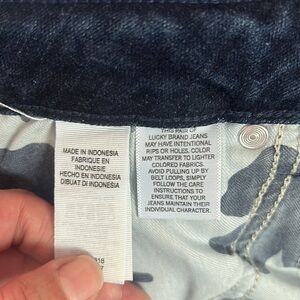 MADE IN INDONESIA
FABRIQUE EN
INDONESIE
HECHO EN INDONESIA
DIBUAT DI INDONESIA
THIS PAIR OF
LUCKY BRAND JEANS
MAY HAVE INTENTIONAL
RIPS OR HOLES, COLOR
MAY TRANSFER TO LIGHTER
COLORED FABRICS.
AVOID PULLING UP BY
BELT LOOPS, SIMPLY
FOLLOW THE CARE
INSTRUCTIONS TO
ENSURE THAT YOUR
JEANS MAINTAIN THEIR
INDIVIDUAL CHARACTER.